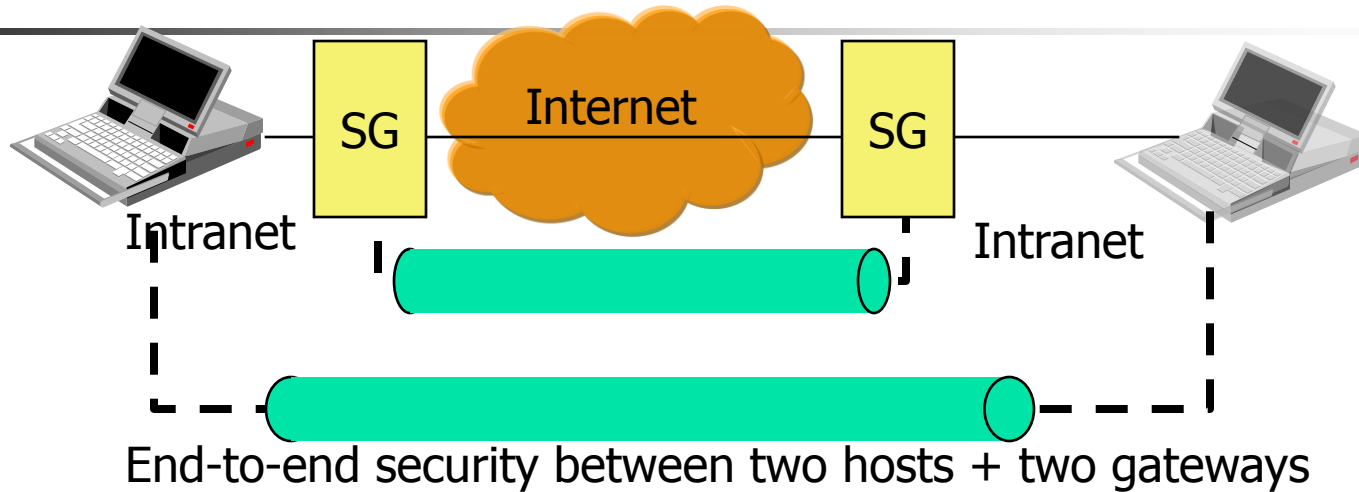 SG
Internet
SG
Intranet
Intranet
End-to-end security between two hosts + two gateways